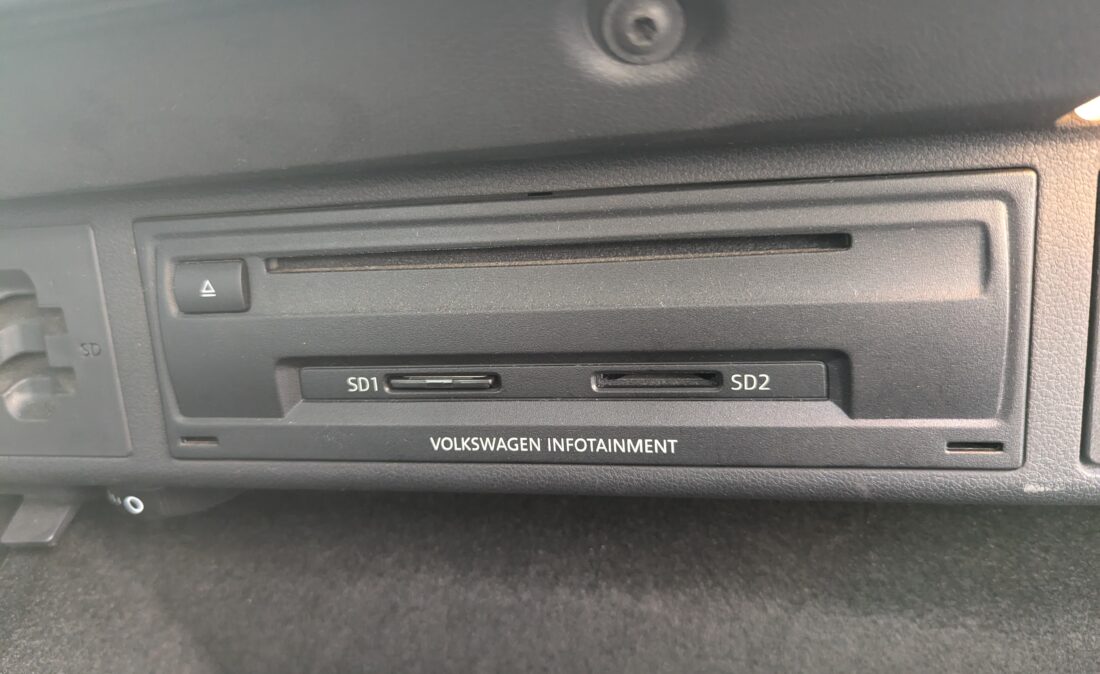 SD
SD1
SD2
VOLKSWAGEN INFOTAINMENT